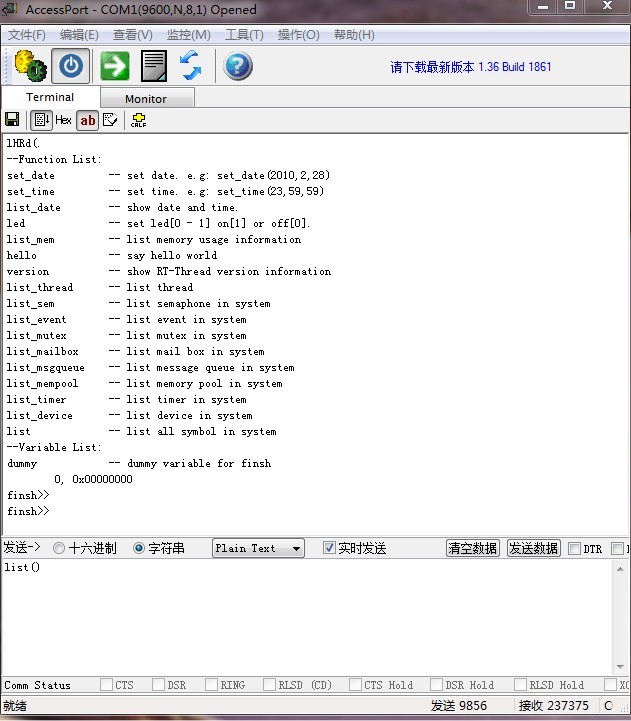 AccessPort - COM1(9600,N,8,1) Opened
文件(F) 编辑(E) 查看(V) 监控(M) 工具(T) 操作(O) 帮助(H)
请下载最新版本 1.36 Build 1861
Terminal Monitor
Hex ab CALF
lHRd(.
--Function List:
set_date -- set date. e.g: set_date(2010,2,28)
set_time -- set time. e.g: set_time(23,59,59)
list_date -- show date and time.
led -- set led[0 - 1] on[1] or off[0].
list_mem -- list memory usage information
hello -- say hello world
version -- show RT-Thread version information
list_thread -- list thread
list_sem -- list semaphone in system
list_event -- list event in system
list_mutex -- list mutex in system
list_mailbox -- list mail box in system
list_msgqueue -- list message queue in system
list_mempool -- list memory pool in system
list_timer -- list timer in system
list_device -- list device in system
list -- list all symbol in system
--Variable List:
dummy -- dummy variable for finsh
0, 0x00000000
finsh>>
finsh>>
发送-> 十六进制 字符串 Plain Text 实时发送 清空数据 发送数据 DTR
list()
Comm Status CTS DSR RING RLSD (CD) CTS Hold DSR Hold RLSD Hold XO
就绪 发送 9856 接收 237375 C